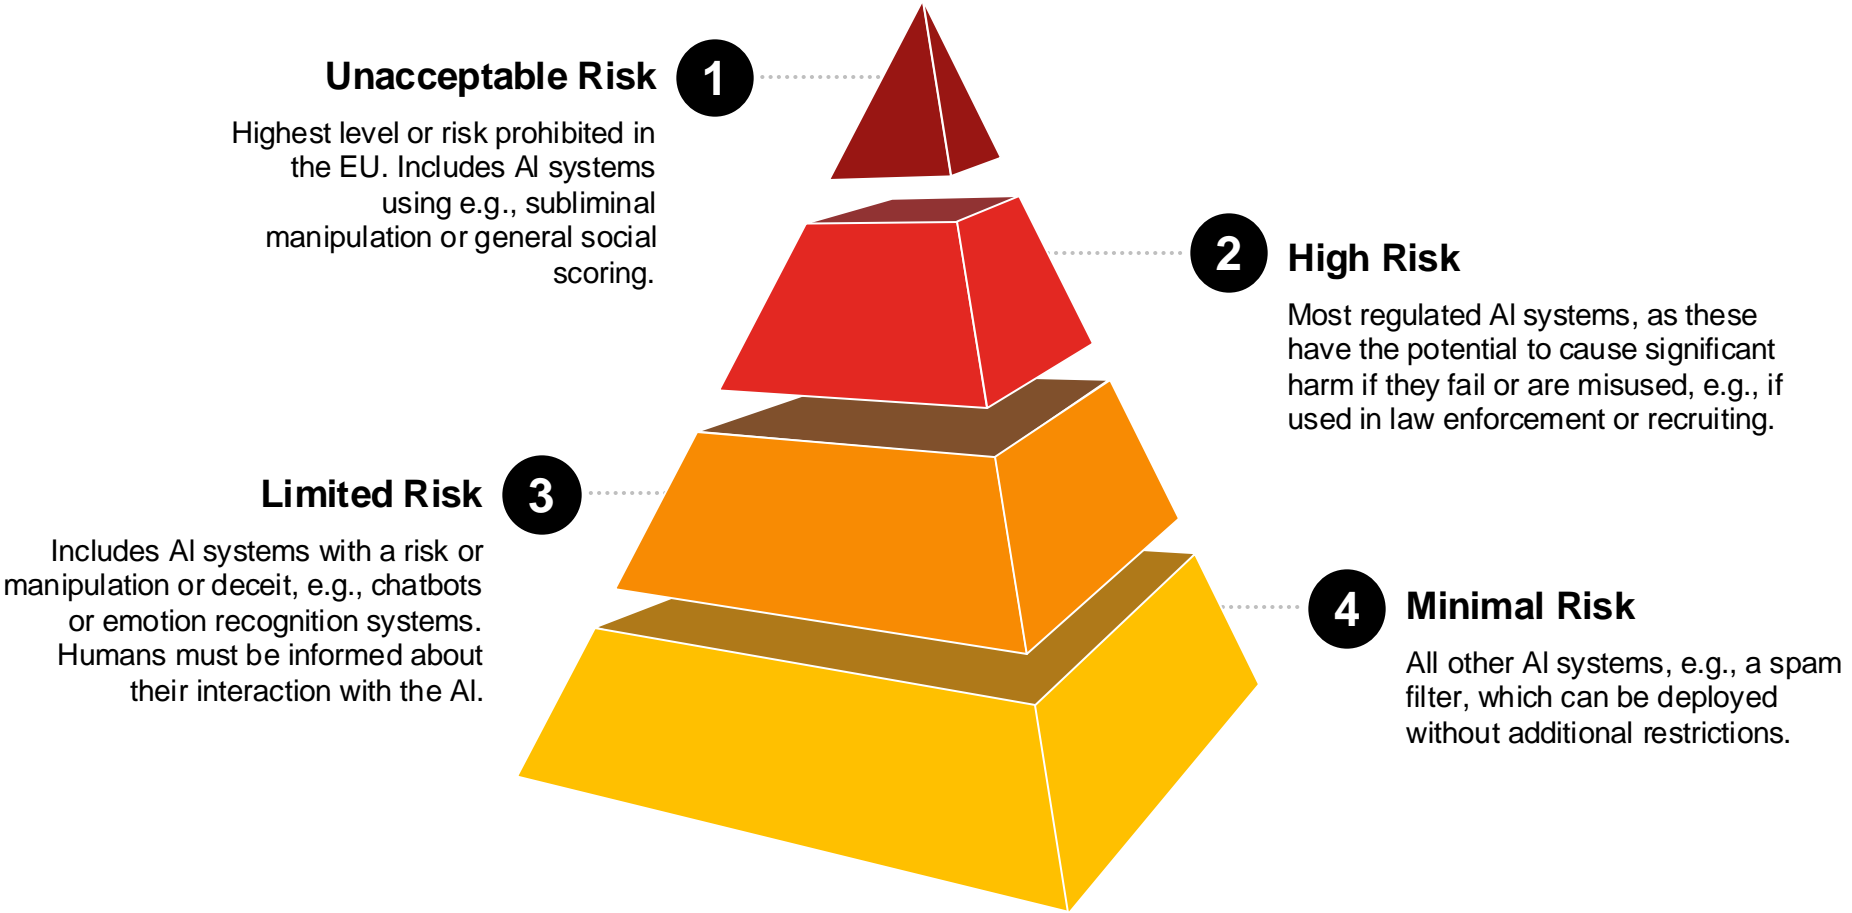 Unacceptable Risk
1
Highest level or risk prohibited in
the EU. Includes AI systems
using e.g., subliminal
manipulation or general social
scoring.
2
High Risk
Most regulated AI systems, as these
have the potential to cause significant
harm if they fail or are misused, e.g., if
used in law enforcement or recruiting.
Limited Risk
3
Includes AI systems with a risk or
manipulation or deceit, e.g., chatbots
or emotion recognition systems.
Humans must be informed about
their interaction with the AI.
4
Minimal Risk
All other AI systems, e.g., a spam
filter, which can be deployed
without additional restrictions.